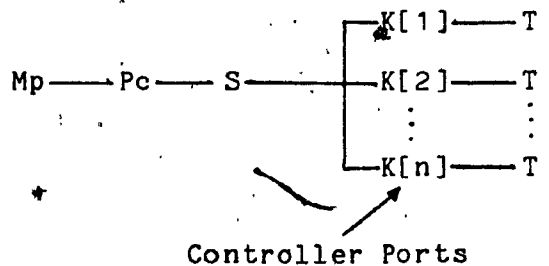 K[1] T
Mp Pc S K[2] T
K[n] T
Controller Ports